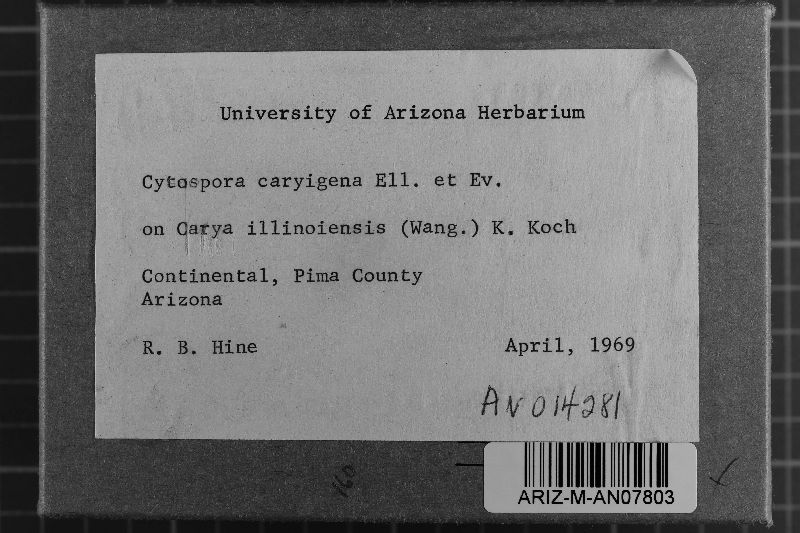 University of Arizona Herbarium
Cytospora caryigena Ell. et Ev.
on Carya illinoiensis (Wang.) K. Koch
Continental, Pima County
Arizona
R. B. Hine April, 1969
AN014281
160
ARIZ-M-AN07803